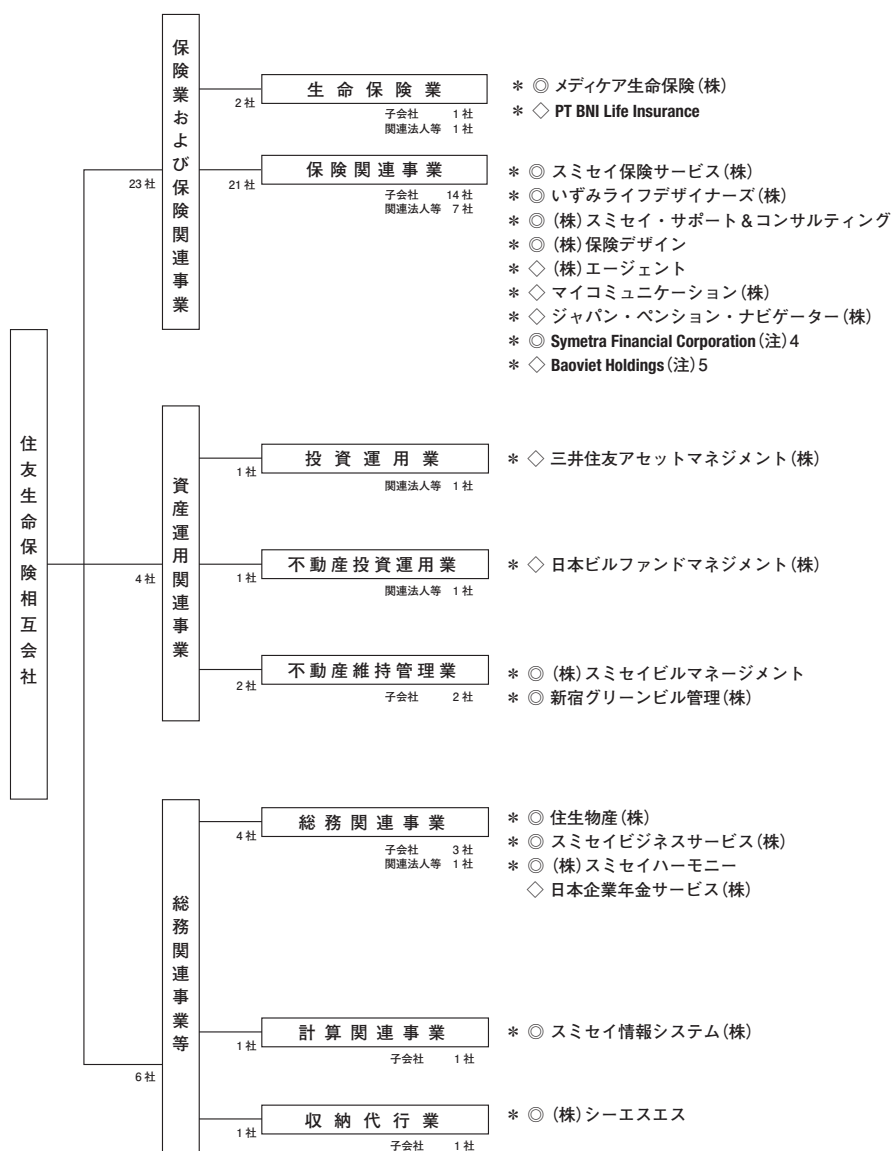 住友生命保険相互会社
23社
保険業および保険関連事業
2社
生命保険業
子会社 1社
関連法人等 1社
＊ ◎ メディケア生命保険(株)
＊ ◇ PT BNI Life Insurance
21社
保険関連事業
子会社 14社
関連法人等 7社
＊ ◎ スミセイ保険サービス(株)
＊ ◎ いずみライフデザイナーズ(株)
＊ ◎ (株)スミセイ・サポート＆コンサルティング
＊ ◎ (株)保険デザイン
＊ ◇ (株)エージェント
＊ ◇ マイコミュニケーション(株)
＊ ◇ ジャパン・ペンション・ナビゲーター(株)
＊ ◎ Symetra Financial Corporation(注)4
＊ ◇ Baoviet Holdings(注)5
4社
資産運用関連事業
1社
投資運用業
関連法人等 1社
＊ ◇ 三井住友アセットマネジメント(株)
1社
不動産投資運用業
関連法人等 1社
＊ ◇ 日本ビルファンドマネジメント(株)
2社
不動産維持管理業
子会社 2社
＊ ◎ (株)スミセイビルマネージメント
＊ ◎ 新宿グリーンビル管理(株)
6社
総務関連事業等
4社
総務関連事業
子会社 3社
関連法人等 1社
＊ ◎ 住生物産(株)
＊ ◎ スミセイビジネスサービス(株)
＊ ◎ (株)スミセイハーモニー
◇ 日本企業年金サービス(株)
1社
計算関連事業
子会社 1社
＊ ◎ スミセイ情報システム(株)
1社
収納代行業
子会社 1社
＊ ◎ (株)シーエスエス